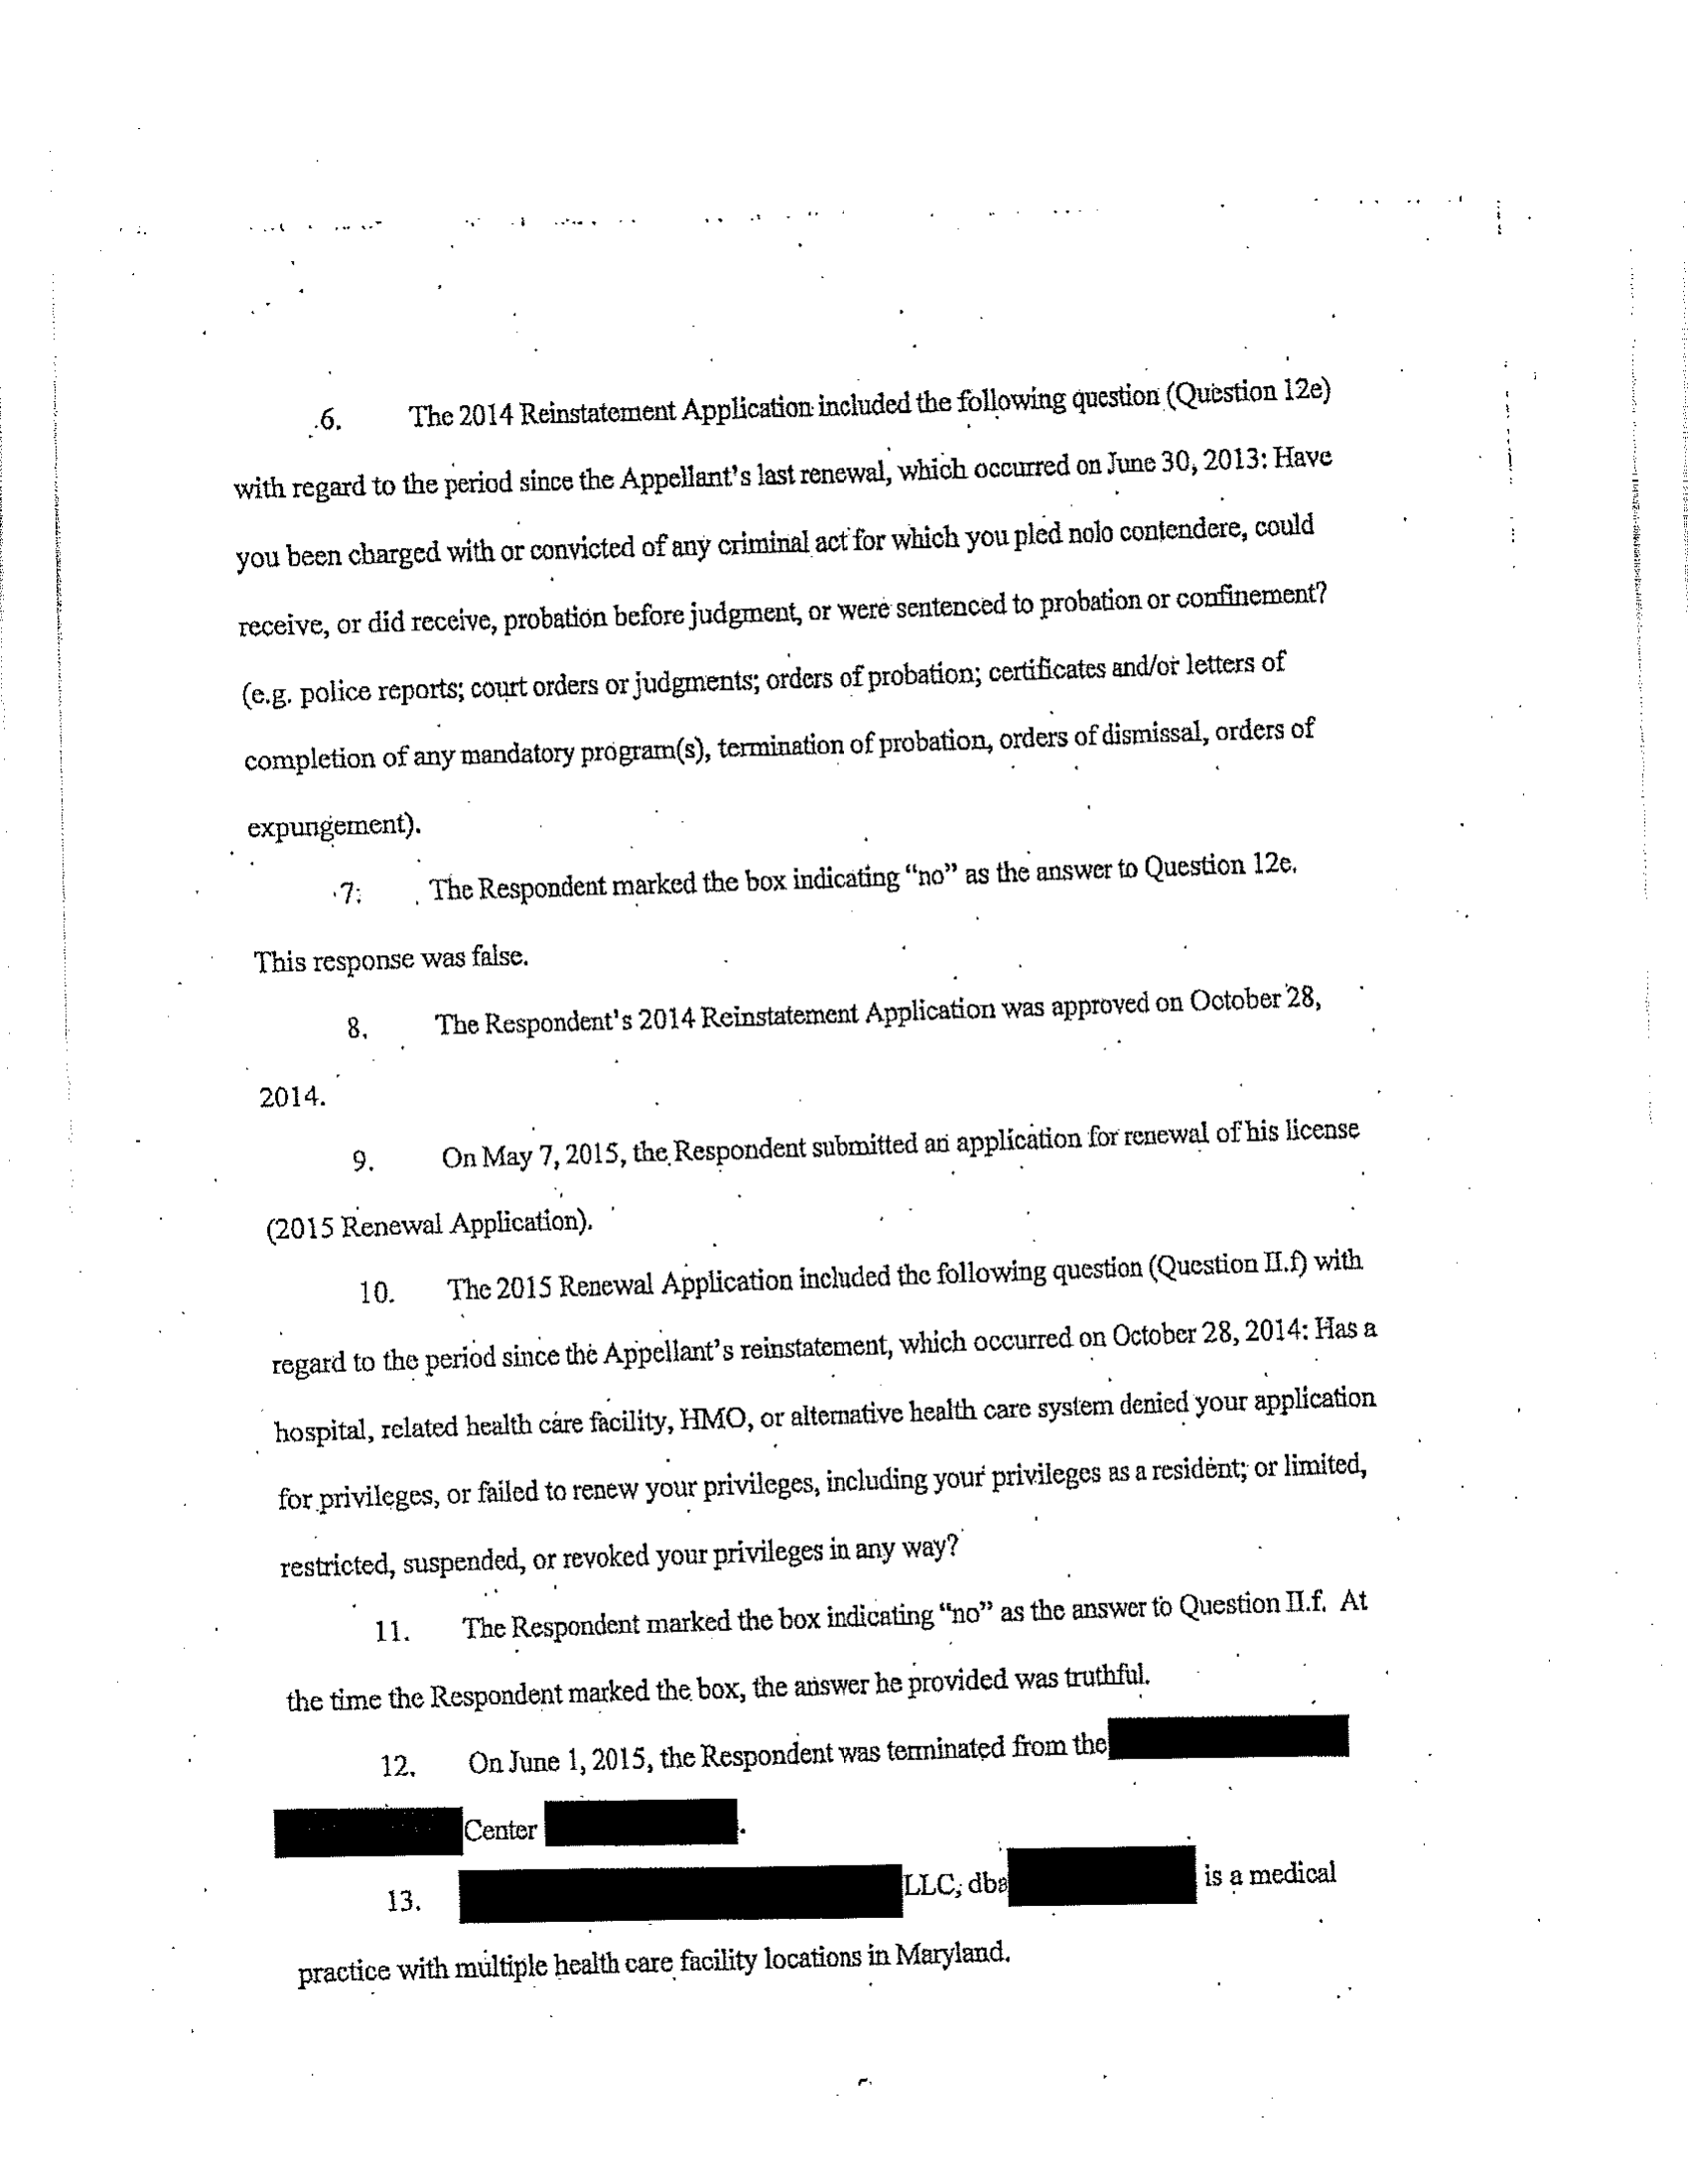 6. The 2014 Reinstatement Application included the following question (Question 12e)
with regard to the period since the Appellant's last renewal, which occurred on June 30, 2013: Have
you been charged with or convicted of any criminal act for which you pled nolo contendere, could
receive, or did receive, probation before judgment, or were sentenced to probation or confinement?
(e.g. police reports; court orders or judgments; orders of probation; certificates and/or letters of
completion of any mandatory program(s), termination of probation, orders of dismissal, orders of
expungement).
7. The Respondent marked the box indicating “no” as the answer to Question 12e.
This response was false.
8. The Respondent's 2014 Reinstatement Application was approved on October 28,
2014.
9. On May 7, 2015, the Respondent submitted an application for renewal of his license
(2015 Renewal Application).
10. The 2015 Renewal Application included the following question (Question II.f) with
regard to the period since the Appellant's reinstatement, which occurred on October 28, 2014: Has a
hospital, related health care facility, HMO, or alternative health care system denied your application
for privileges, or failed to renew your privileges, including your privileges as a resident; or limited,
restricted, suspended, or revoked your privileges in any way?
11. The Respondent marked the box indicating “no” as the answer to Question II.f. At
the time the Respondent marked the box, the answer he provided was truthful.
12. On June 1, 2015, the Respondent was terminated from the
Center .
13. LLC, dba is a medical
practice with multiple health care facility locations in Maryland.